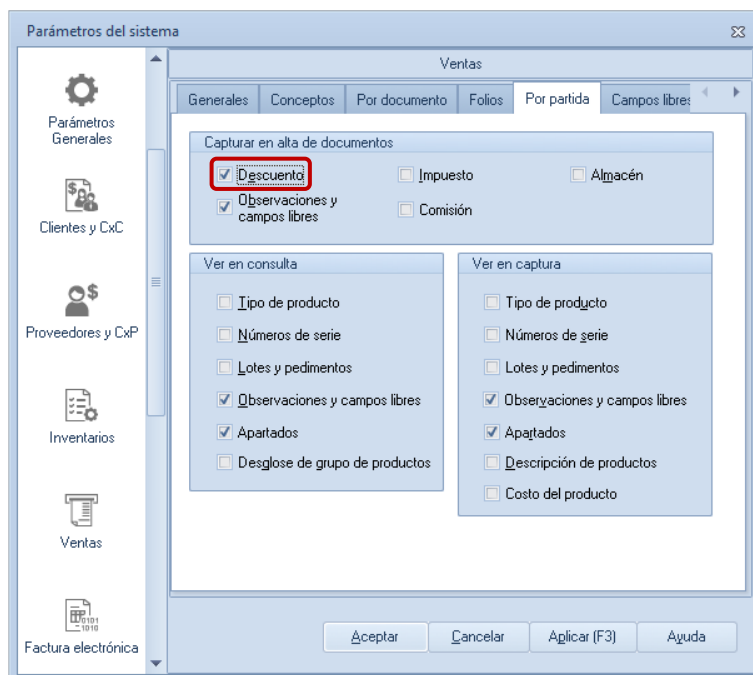 Parámetros del sistema
Parámetros
Generales
Clientes y CxC
Proveedores y CxP
Inventarios
Ventas
Factura electrónica
Ventas
Generales Conceptos Por documento Folios Por partida Campos libres
Capturar en alta de documentos
Descuento Impuesto Almacén
Observaciones y
campos libres
Comisión
Ver en consulta
Tipo de producto
Números de serie
Lotes y pedimentos
Observaciones y campos libres
Apartados
Desglose de grupo de productos
Ver en captura
Tipo de producto
Números de serie
Lotes y pedimentos
Observaciones y campos libres
Apartados
Descripción de productos
Costo del producto
Aceptar Cancelar Aplicar (F3) Ayuda